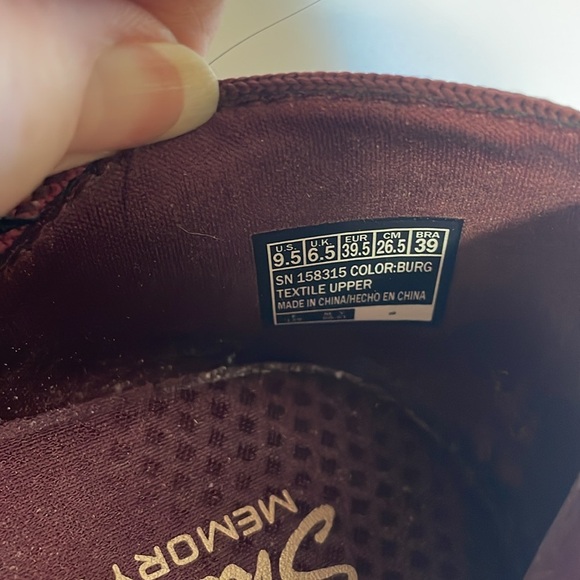 U.S. U.K. EUR CM BRA
9.5 6.5 39.5 26.5 39
SN 158315 COLOR:BURG
TEXTILE UPPER
MADE IN CHINA/HECHO EN CHINA
Ske
MEMORY